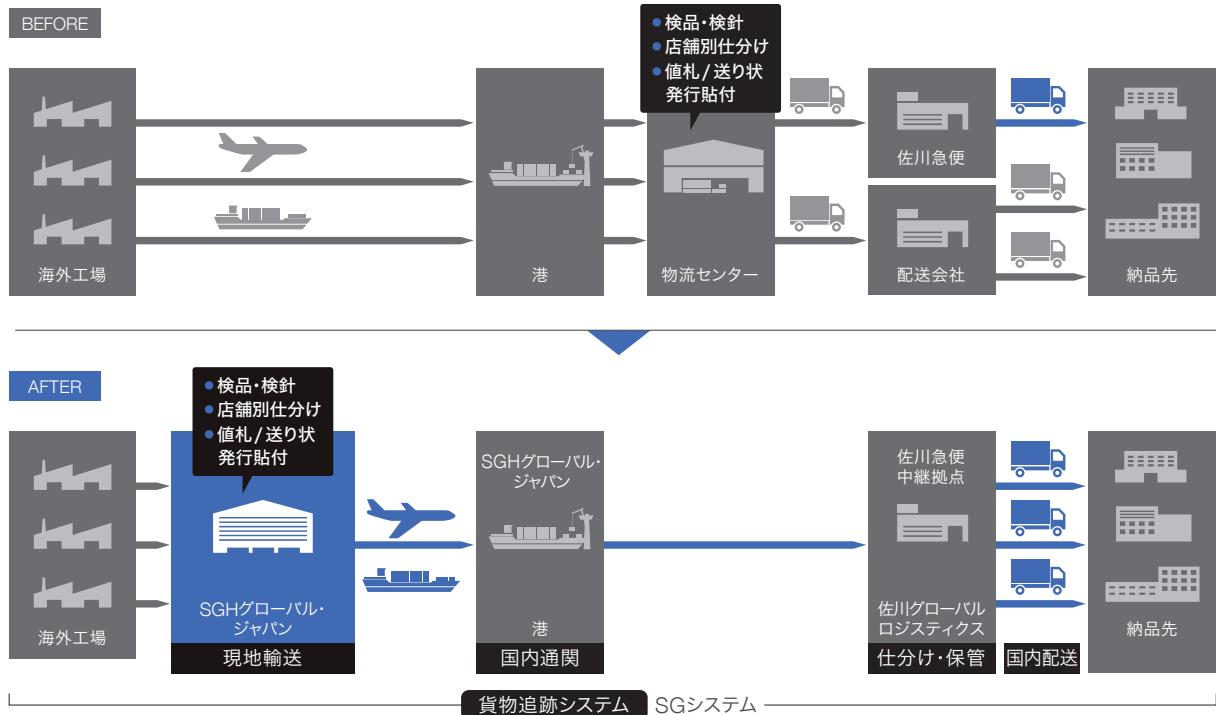 BEFORE
● 検品・検針
● 店舗別仕分け
● 値札 / 送り状
発行貼付
海外工場
港
物流センター
佐川急便
配送会社
納品先
AFTER
● 検品・検針
● 店舗別仕分け
● 値札 / 送り状
発行貼付
海外工場
SGHグローバル・
ジャパン
現地輸送
SGHグローバル・
ジャパン
港
国内通関
佐川急便
中継拠点
佐川グローバル
ロジスティクス
仕分け・保管
国内配送
納品先
貨物追跡システム SGシステム